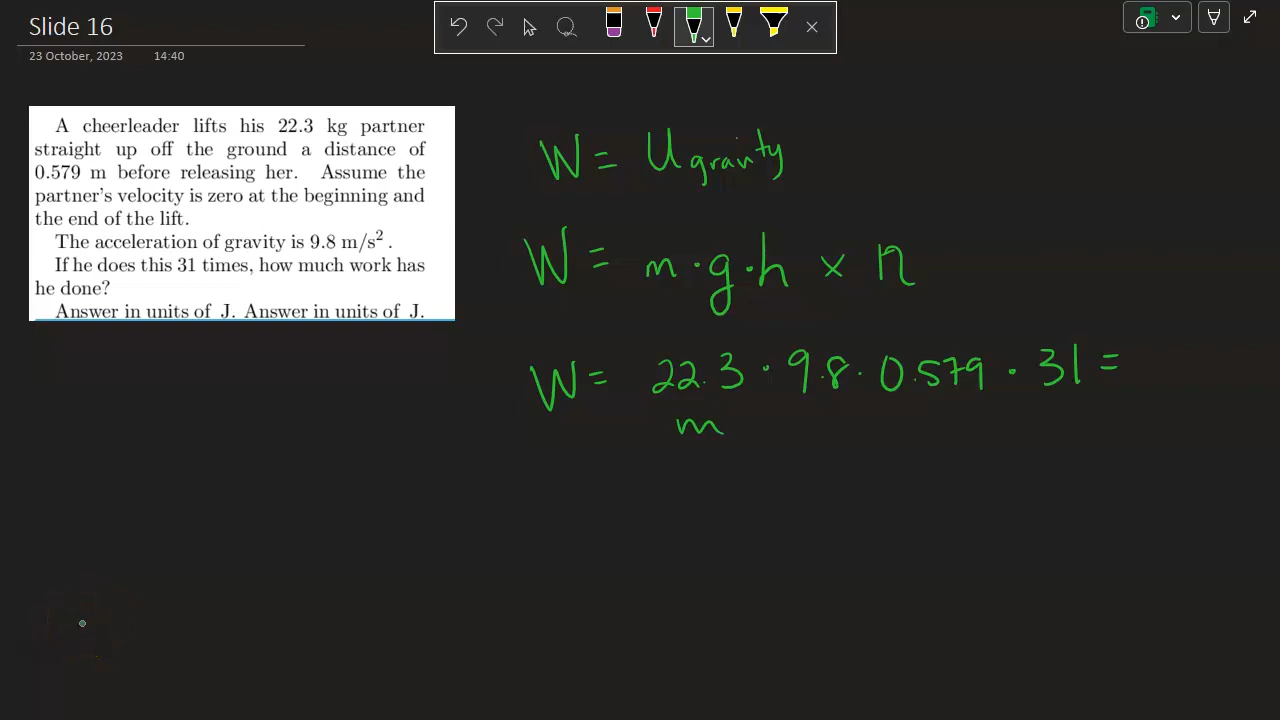 Slide 16
23 October, 2023 14:40
A cheerleader lifts his 22.3 kg partner
straight up off the ground a distance of
0.579 m before releasing her. Assume the
partner's velocity is zero at the beginning and
the end of the lift.
The acceleration of gravity is 9.8 m/s² .
If he does this 31 times, how much work has
he done?
Answer in units of J. Answer in units of J.
W = U gravity
W = m · g · h × n
W = 22.3 · 9.8 · 0.579 · 31 =
m